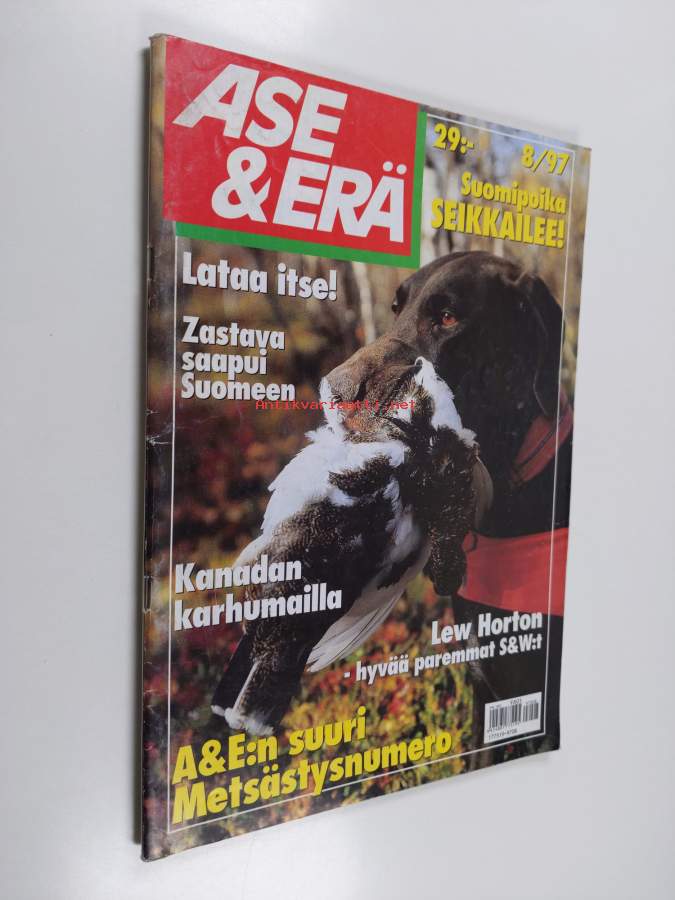 ASE
& ERÄ
29:-
8/97
Suomipoika
SEIKKAILEE!
Lataa itse!
Zastava
saapui
Suomeen
Antikvariaatti.net
Kanadan
karhumailla
Lew Horton
- hyvää paremmat S&W:t
A&E:n suuri
Metsästysnumero